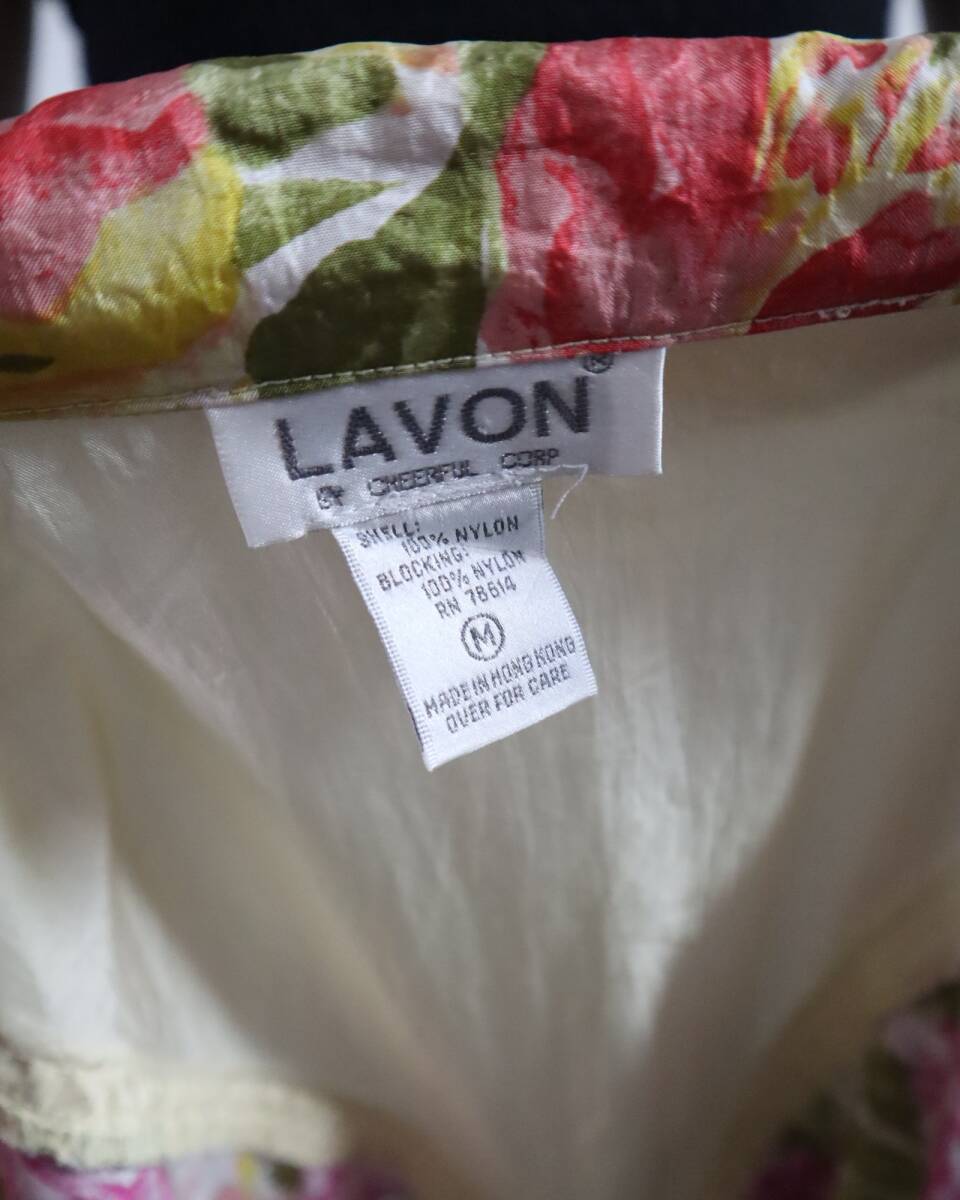 LAVON®
BY CHEERFUL CORP
SHELL:
100% NYLON
BLOCKING:
100% NYLON
RN 78614
M
MADE IN HONG KONG
OVER FOR CARE